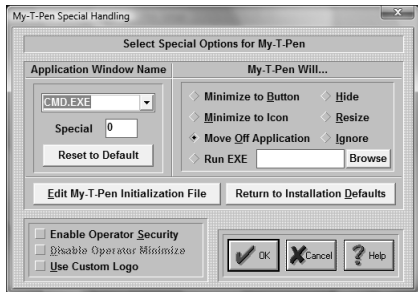 My-T-Pen Special Handling
Select Special Options for My-T-Pen
Application Window Name
My-T-Pen Will...
CMD.EXE
Special 0
Reset to Default
Minimize to Button
Hide
Minimize to Icon
Resize
Move Off Application
Ignore
Run EXE
Browse
Edit My-T-Pen Initialization File
Return to Installation Defaults
Enable Operator Security
Disable Operator Minimize
Use Custom Logo
OK
Cancel
Help